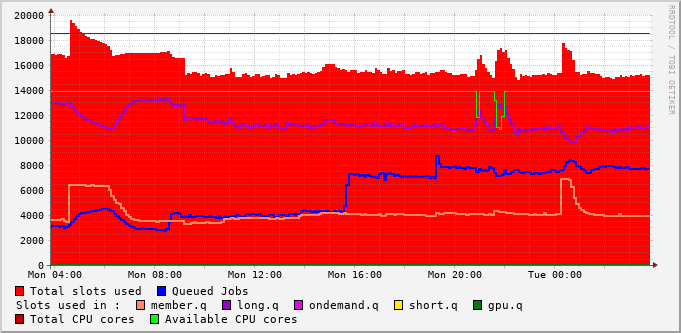 20000
18000
16000
14000
12000
10000
8000
6000
4000
2000
0
Mon 04:00 Mon 08:00 Mon 12:00 Mon 16:00 Mon 20:00 Tue 00:00
RRDTOOL / TOBI OETIKER
Total slots used Queued Jobs
Slots used in : member.q long.q ondemand.q short.q gpu.q
Total CPU cores Available CPU cores